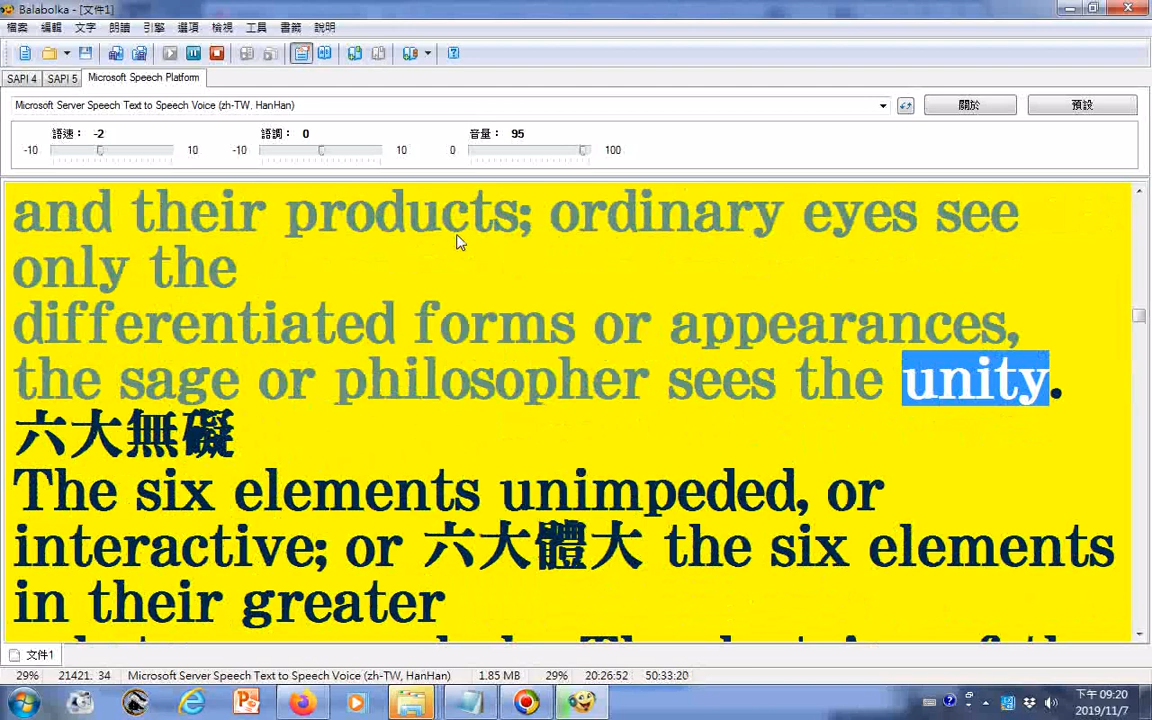 Balabolka - [文件1]
檔案 編輯 文字 朗讀 引擎 選項 檢視 工具 書籤 說明
SAPI 4 SAPI 5 Microsoft Speech Platform
Microsoft Server Speech Text to Speech Voice (zh-TW, HanHan) 關於 預設
語速： -2 語調： 0 音量： 95
-10 10 -10 10 0 100
and their products; ordinary eyes see
only the
differentiated forms or appearances,
the sage or philosopher sees the unity.
六大無礙
The six elements unimpeded, or
interactive; or 六大體大 the six elements
in their greater
文件1
29% 21421. 34 Microsoft Server Speech Text to Speech Voice (zh-TW, HanHan) 1.85 MB 29% 20:26:52 50:33:20
下午 09:20
2019/11/7